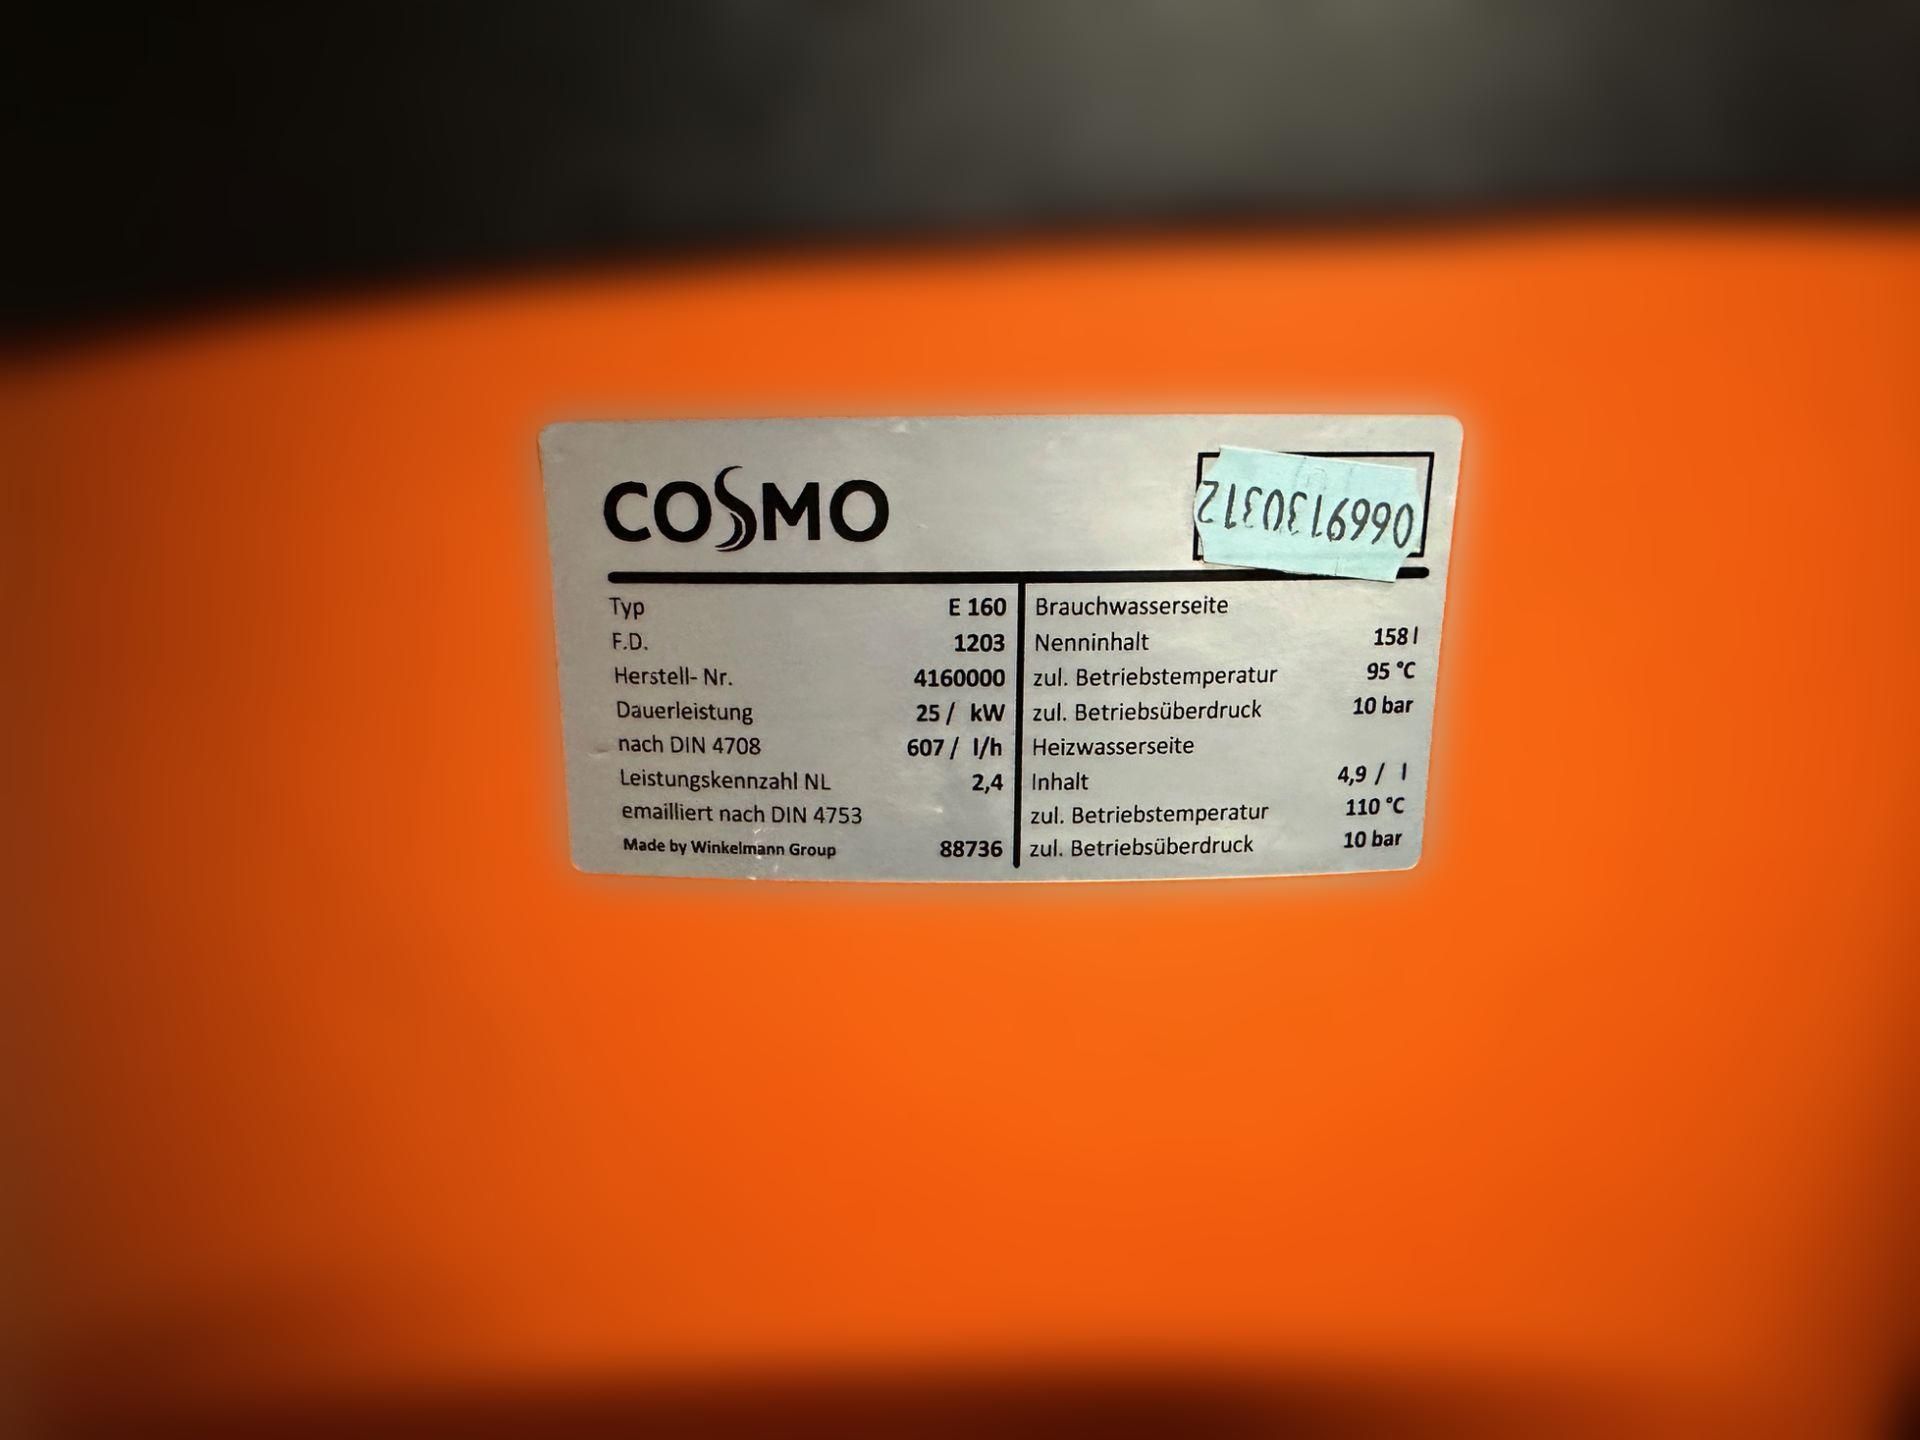 COSMO
0669130312
Typ E 160
F.D. 1203
Herstell- Nr. 4160000
Dauerleistung 25 / kW
nach DIN 4708 607 / l/h
Leistungskennzahl NL 2,4
emailliert nach DIN 4753
Made by Winkelmann Group 88736
Brauchwasserseite
Nenninhalt 158 l
zul. Betriebstemperatur 95 °C
zul. Betriebsüberdruck 10 bar
Heizwasserseite
Inhalt 4,9 / l
zul. Betriebstemperatur 110 °C
zul. Betriebsüberdruck 10 bar